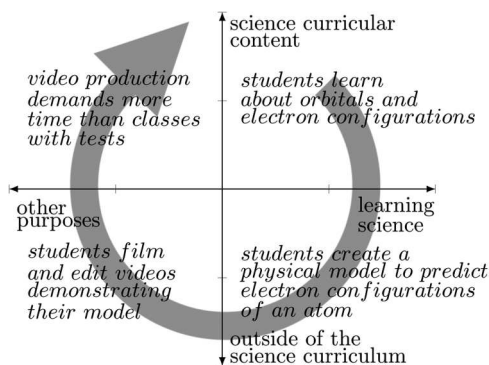 science curricular
content
video production
demands more
time than classes
with tests
students learn
about orbitals and
electron configurations
other
purposes
learning
science
students film
and edit videos
demonstrating
their model
students create a
physical model to predict
electron configurations
of an atom
outside of the
science curriculum